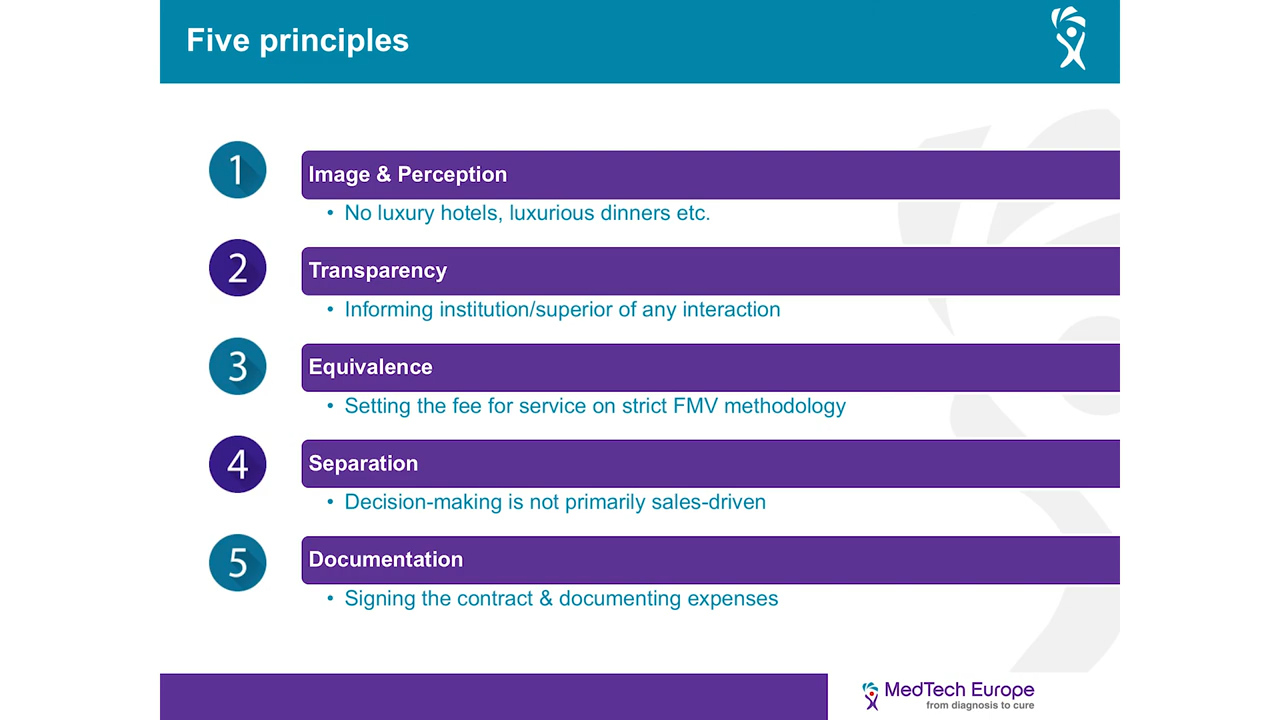 Five principles
1
Image & Perception
• No luxury hotels, luxurious dinners etc.
2
Transparency
• Informing institution/superior of any interaction
3
Equivalence
• Setting the fee for service on strict FMV methodology
4
Separation
• Decision-making is not primarily sales-driven
5
Documentation
• Signing the contract & documenting expenses
MedTech Europe
from diagnosis to cure